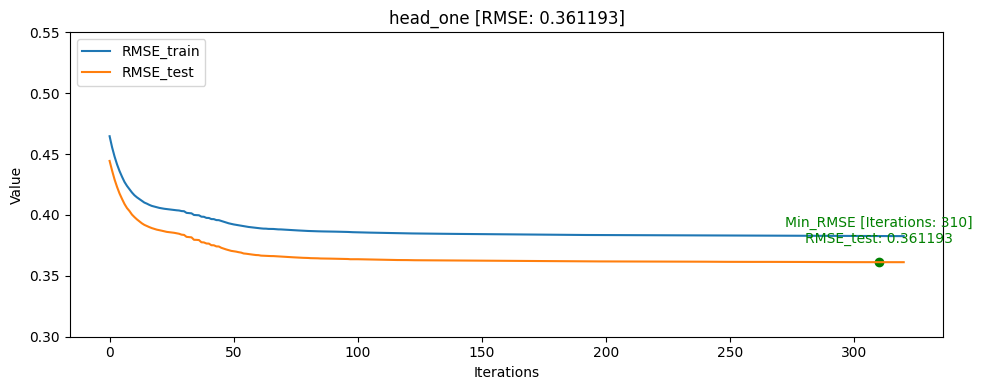 head_one [RMSE: 0.361193]
RMSE_train
RMSE_test
Value
0.55
0.50
0.45
0.40
0.35
0.30
Min_RMSE [Iterations: 310]
RMSE_test: 0.361193
0
50
100
150
200
250
300
Iterations